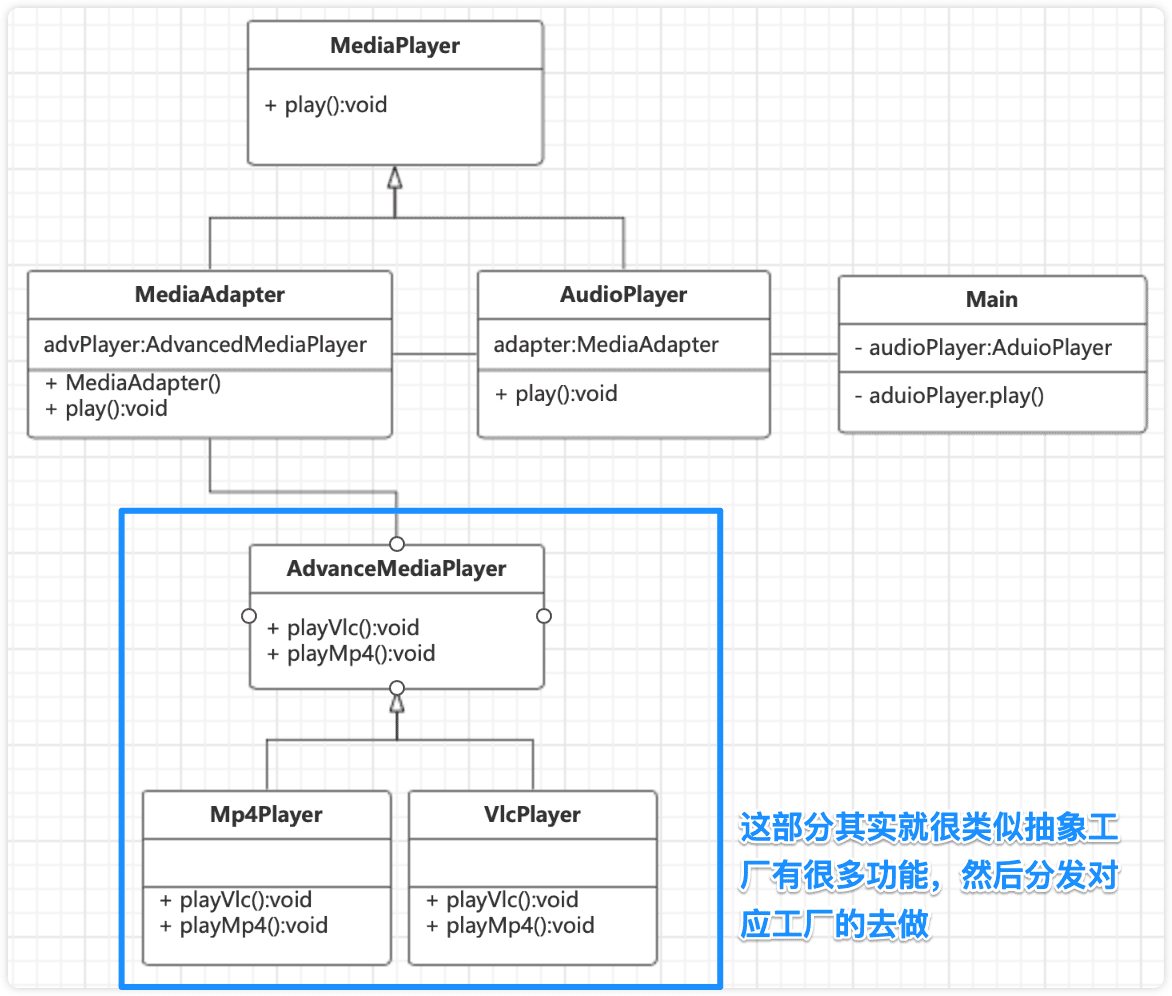 MediaPlayer
+ play():void
MediaAdapter
advPlayer:AdvancedMediaPlayer
+ MediaAdapter()
+ play():void
AudioPlayer
adapter:MediaAdapter
+ play():void
Main
- audioPlayer:AduioPlayer
- aduioPlayer.play()
AdvanceMediaPlayer
+ playVlc():void
+ playMp4():void
Mp4Player
+ playVlc():void
+ playMp4():void
VlcPlayer
+ playVlc():void
+ playMp4():void
这部分其实就很类似抽象工
厂有很多功能，然后分发对
应工厂的去做